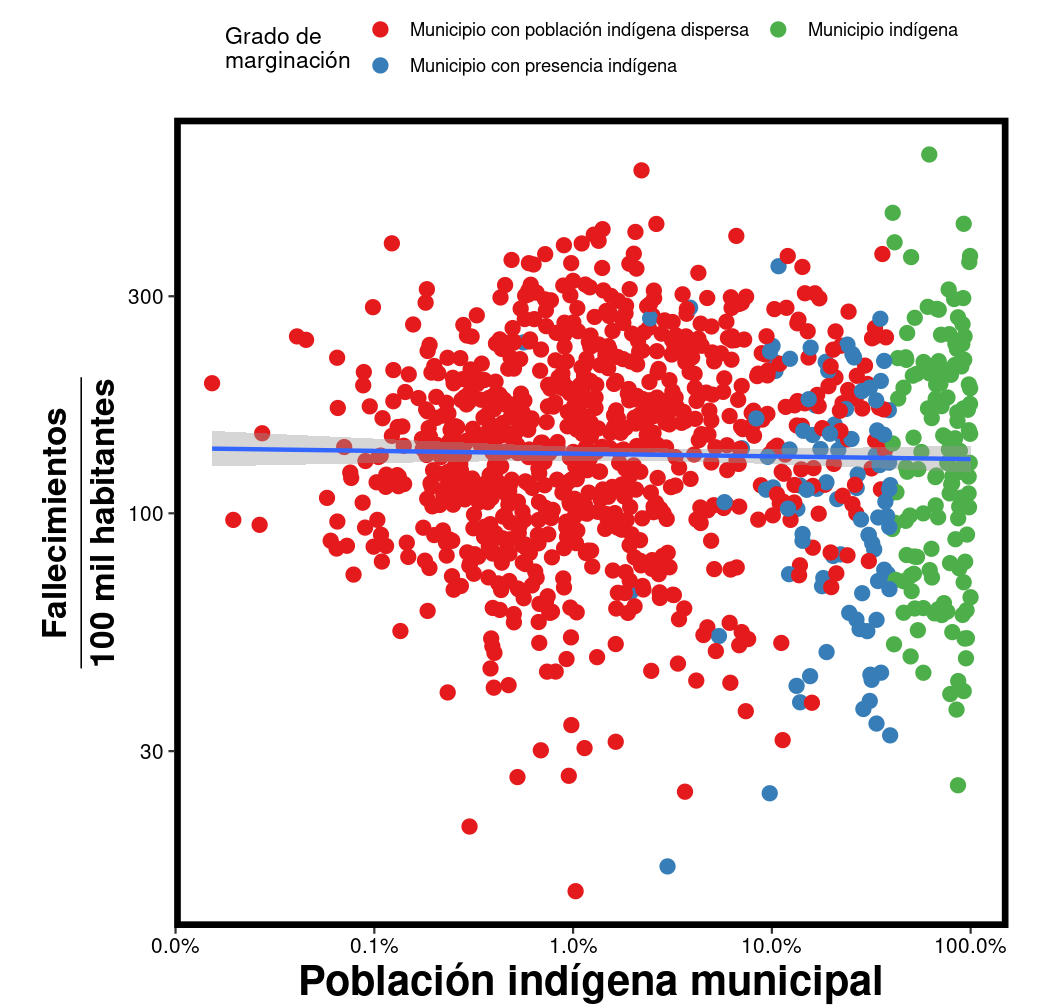 Grado de
marginación
Municipio con población indígena dispersa
Municipio indígena
Municipio con presencia indígena
Fallecimientos
100 mil habitantes
300
100
30
0.0%
0.1%
1.0%
10.0%
100.0%
Población indígena municipal